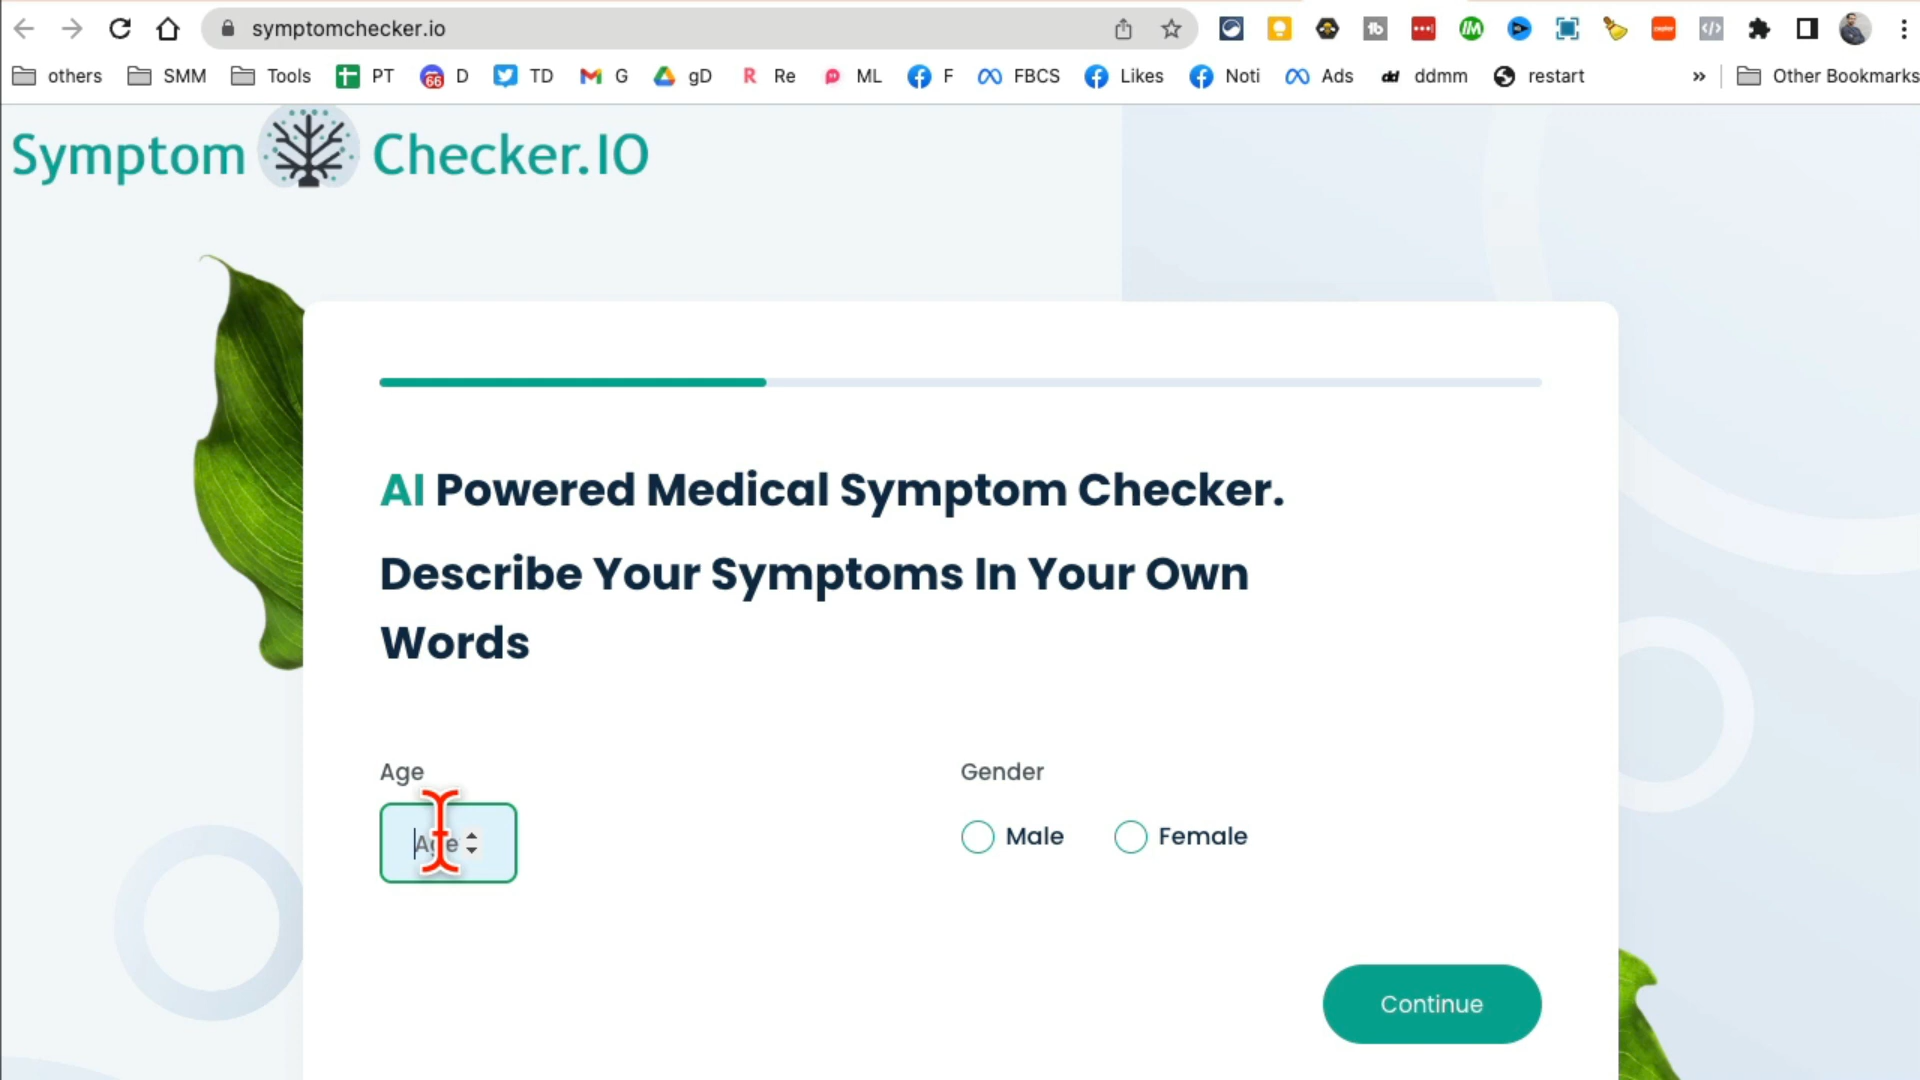 symptomchecker.io
others SMM Tools PT D TD G gD Re ML F FBCS Likes Noti Ads ddmm restart » Other Bookmarks
Symptom Checker.IO
AI Powered Medical Symptom Checker.
Describe Your Symptoms In Your Own
Words
Age Gender
Age Male Female
Continue